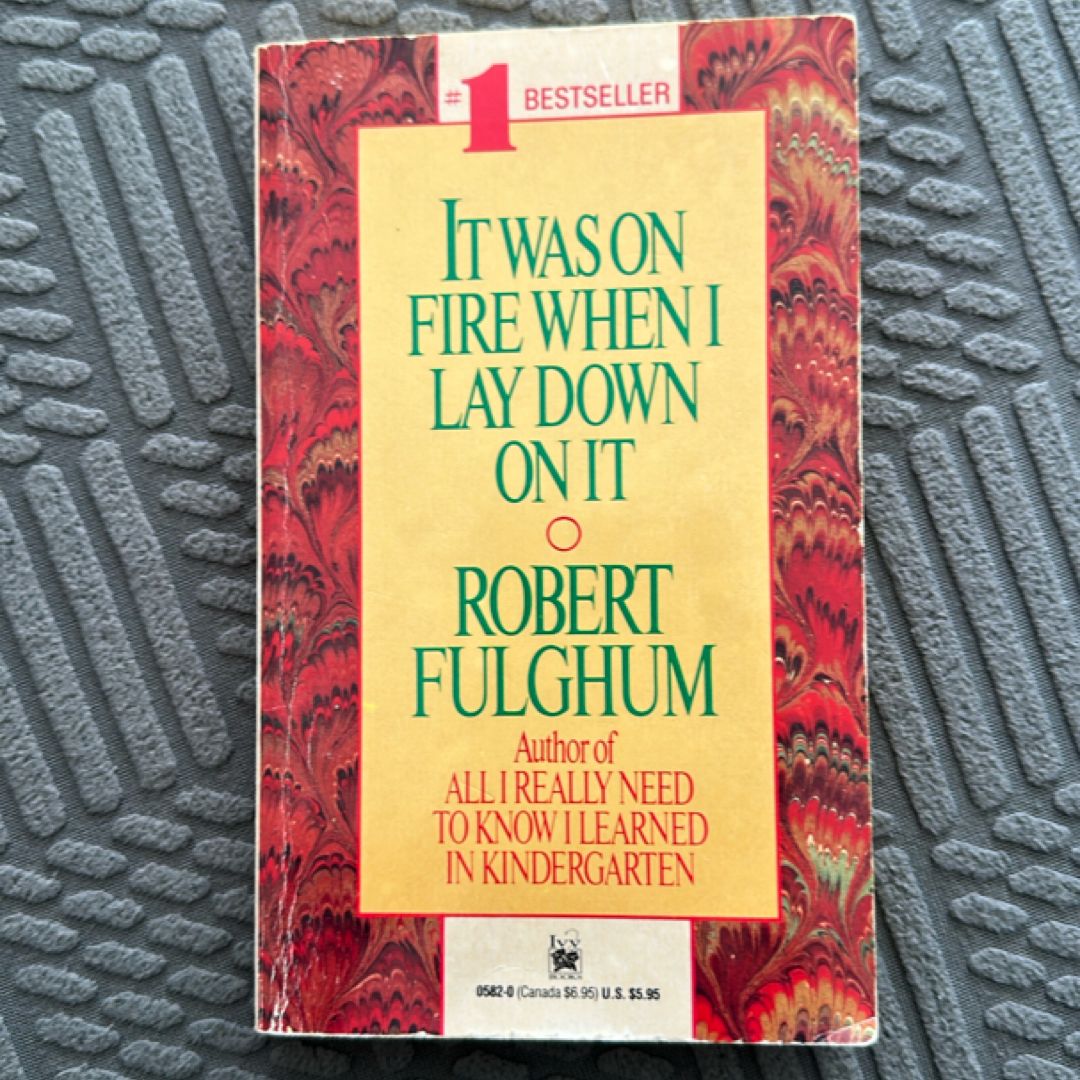 #1 BESTSELLER
IT WAS ON
FIRE WHEN I
LAY DOWN
ON IT
ROBERT
FULGHUM
Author of
ALL I REALLY NEED
TO KNOW I LEARNED
IN KINDERGARTEN
Ivy
BOOKS
0582-0 (Canada $6.95) U.S. $5.95